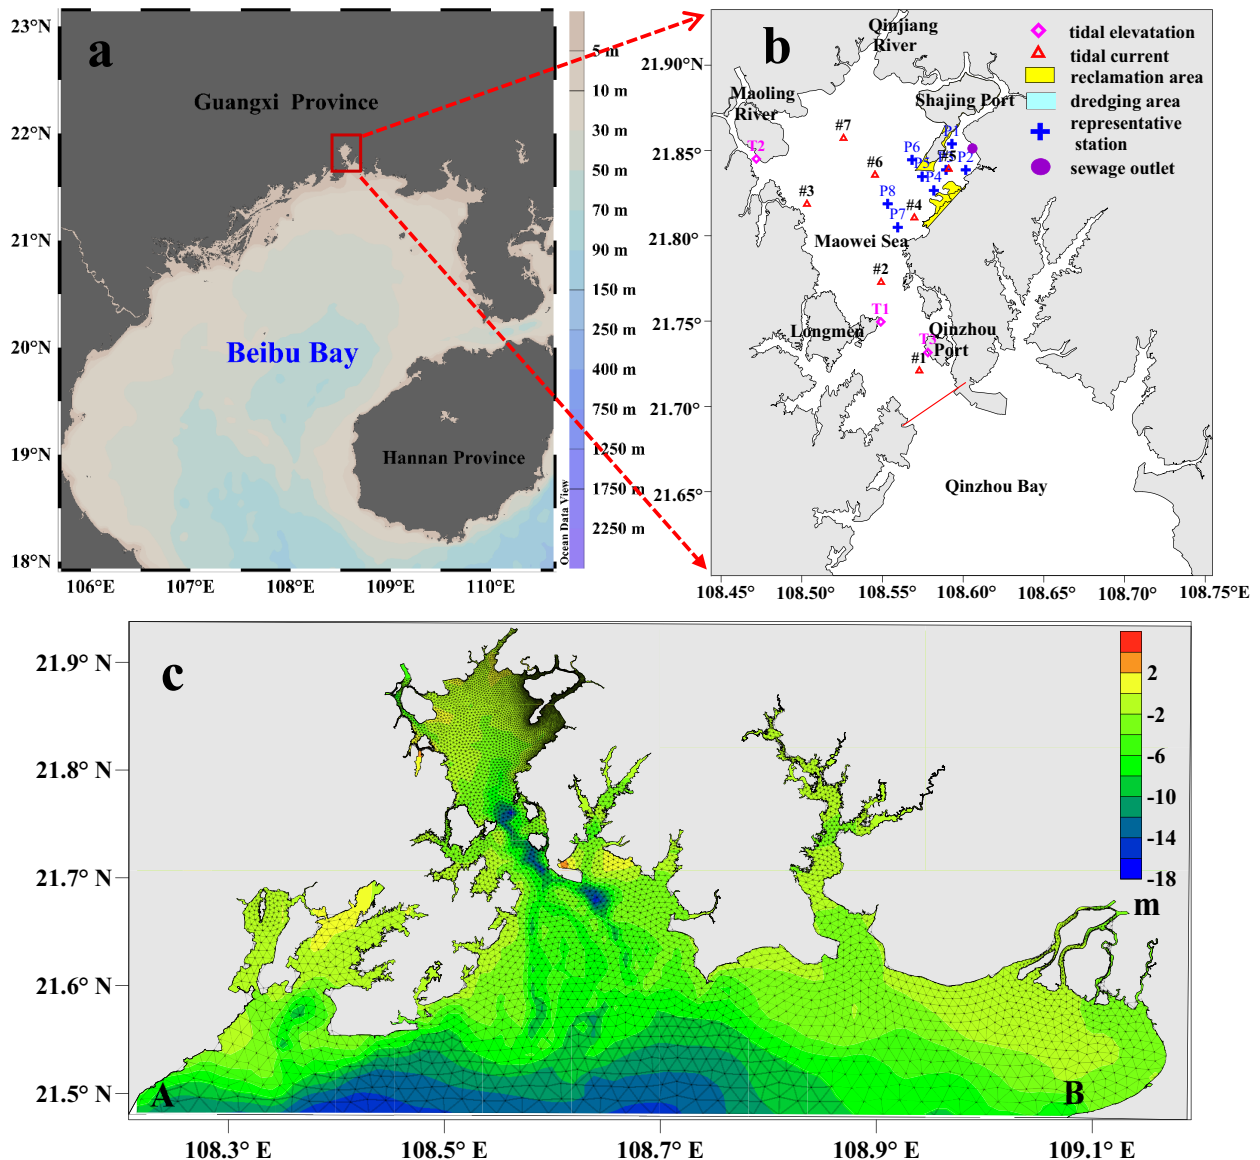 a
23°N
22°N
21°N
20°N
19°N
18°N
106°E
107°E
108°E
109°E
110°E
Guangxi Province
Beibu Bay
Hannan Province
5 m
10 m
30 m
50 m
70 m
90 m
150 m
250 m
400 m
750 m
1250 m
1750 m
2250 m
Ocean Data View
b
21.90°N
21.85°N
21.80°N
21.75°N
21.70°N
21.65°N
108.45°E
108.50°E
108.55°E
108.60°E
108.65°E
108.70°E
108.75°E
Qinjiang
River
Maoling
River
Shajing Port
tidal elevatation
tidal current
reclamation area
dredging area
representative
station
sewage outlet
#7
P1
T2
P6
#5
P2
#6
P4
#3
P8
#4
P7
Maowei Sea
#2
T1
Longmen
Qinzhou
Port
T3
#1
Qinzhou Bay
c
21.9° N
21.8° N
21.7° N
21.6° N
21.5° N
108.3° E
108.5° E
108.7° E
108.9° E
109.1° E
2
-2
-6
-10
-14
-18
m
A
B